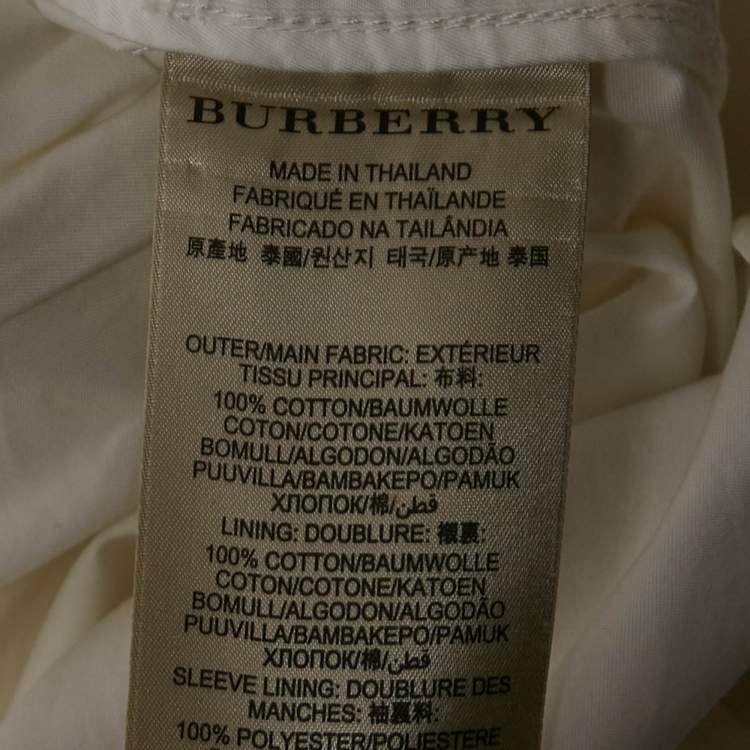 BURBERRY
MADE IN THAILAND
FABRIQUÉ EN THAÏLANDE
FABRICADO NA TAILÂNDIA
原產地 泰國/원산지 태국/原产地 泰国
OUTER/MAIN FABRIC: EXTÉRIEUR
TISSU PRINCIPAL: 布料:
100% COTTON/BAUMWOLLE
COTON/COTONE/KATOEN
BOMULL/ALGODON/ALGODÃO
PUUVILLA/BAMBAKEPO/PAMUK
ХЛОПОК/棉/قطن
LINING: DOUBLURE: 襯裏:
100% COTTON/BAUMWOLLE
COTON/COTONE/KATOEN
BOMULL/ALGODON/ALGODÃO
PUUVILLA/BAMBAKEPO/PAMUK
ХЛОПОК/棉/قطن
SLEEVE LINING: DOUBLURE DES
MANCHES: 袖裏料:
100% POLYESTER/POLIESTERE